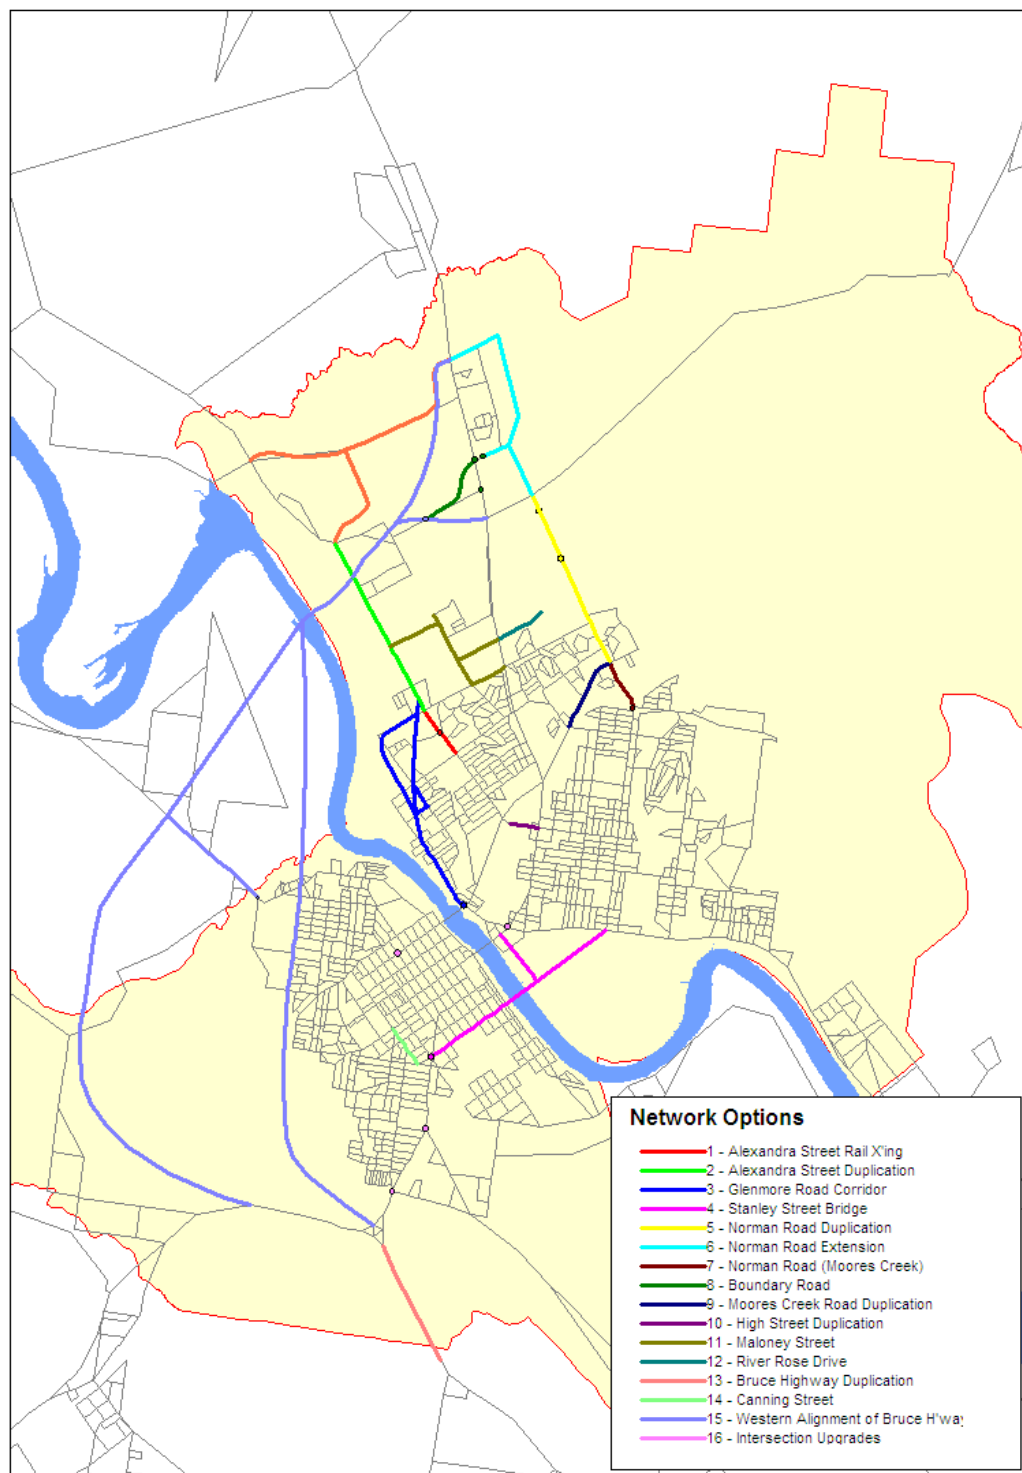 Network Options
1 - Alexandra Street Rail X'ing
2 - Alexandra Street Duplication
3 - Glenmore Road Corridor
4 - Stanley Street Bridge
5 - Norman Road Duplication
6 - Norman Road Extension
7 - Norman Road (Moores Creek)
8 - Boundary Road
9 - Moores Creek Road Duplication
10 - High Street Duplication
11 - Maloney Street
12 - River Rose Drive
13 - Bruce Highway Duplication
14 - Canning Street
15 - Western Alignment of Bruce H'way
16 - Intersection Upgrades